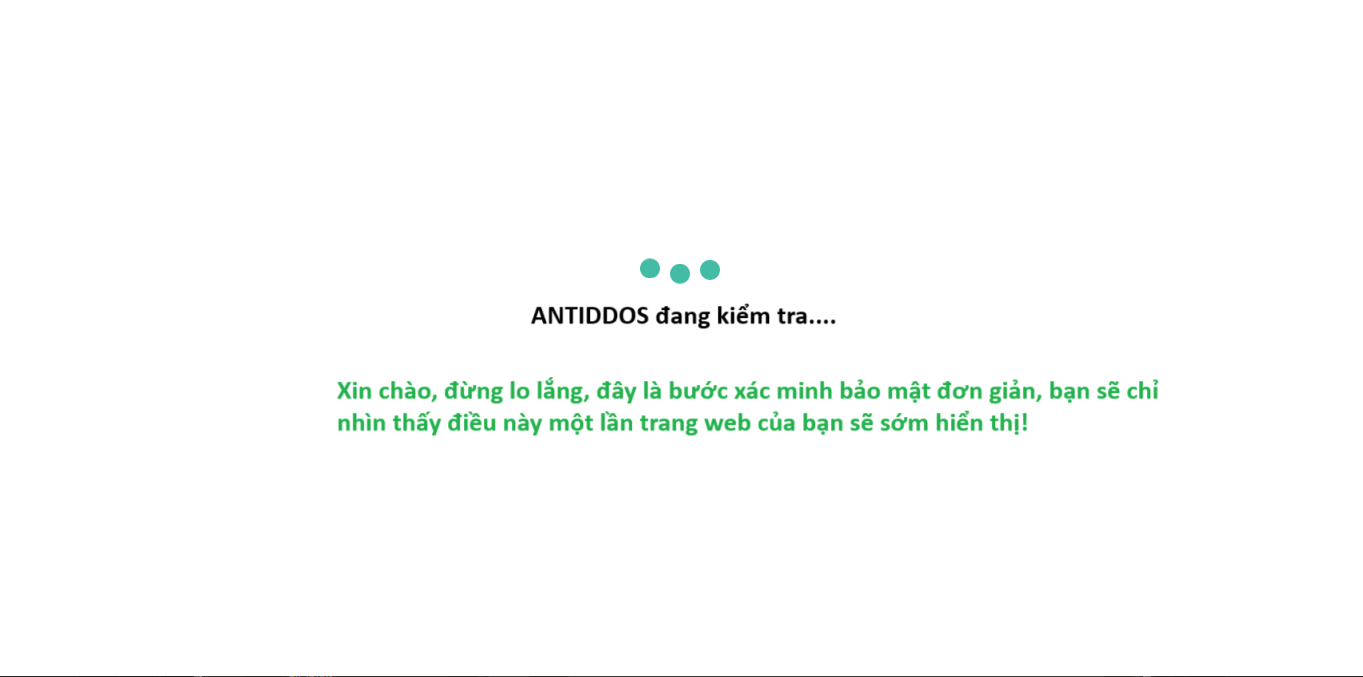 ANTIDDOS đang kiểm tra....
Xin chào, đừng lo lắng, đây là bước xác minh bảo mật đơn giản, bạn sẽ chỉ
nhìn thấy điều này một lần trang web của bạn sẽ sớm hiển thị!